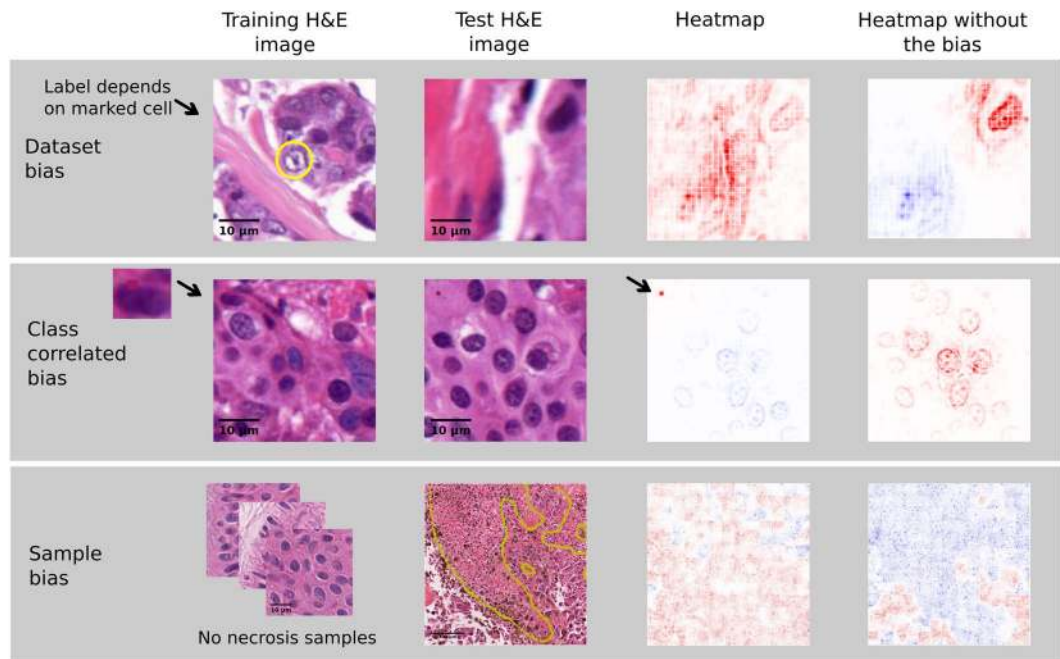 Training H&E
image
Test H&E
image
Heatmap
Heatmap without
the bias
Label depends
on marked cell
Dataset
bias
10 µm
10 µm
Class
correlated
bias
10 µm
10 µm
Sample
bias
10 µm
No necrosis samples